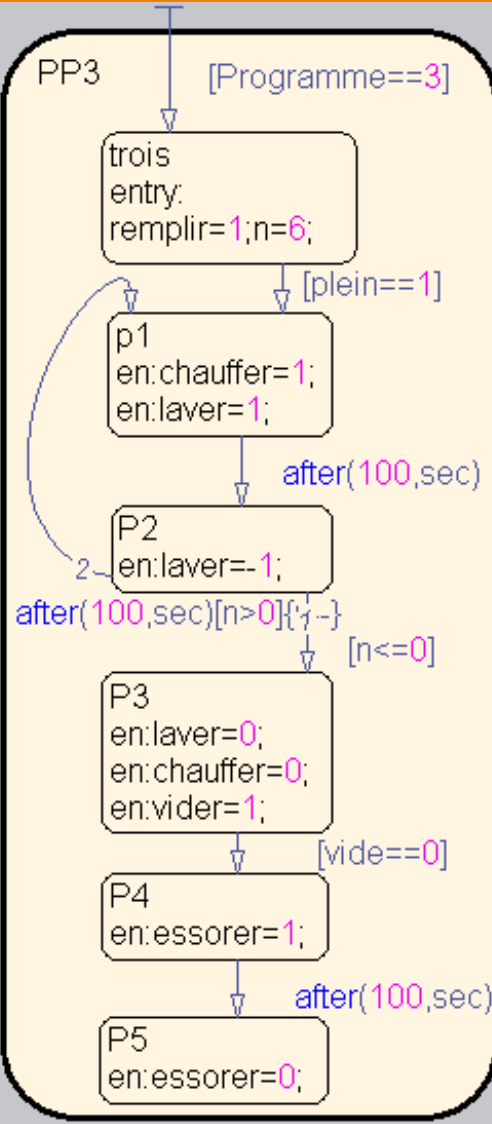 PP3
[Programme==3]
trois
entry:
remplir=1;n=6;
[plein==1]
p1
en:chauffer=1;
en:laver=1;
after(100,sec)
P2
en:laver=-1;
2
after(100,sec)[n>0]{
[n<=0]
P3
en:laver=0;
en:chauffer=0;
en:vider=1;
[vide==0]
P4
en:essorer=1;
after(100,sec)
P5
en:essorer=0;